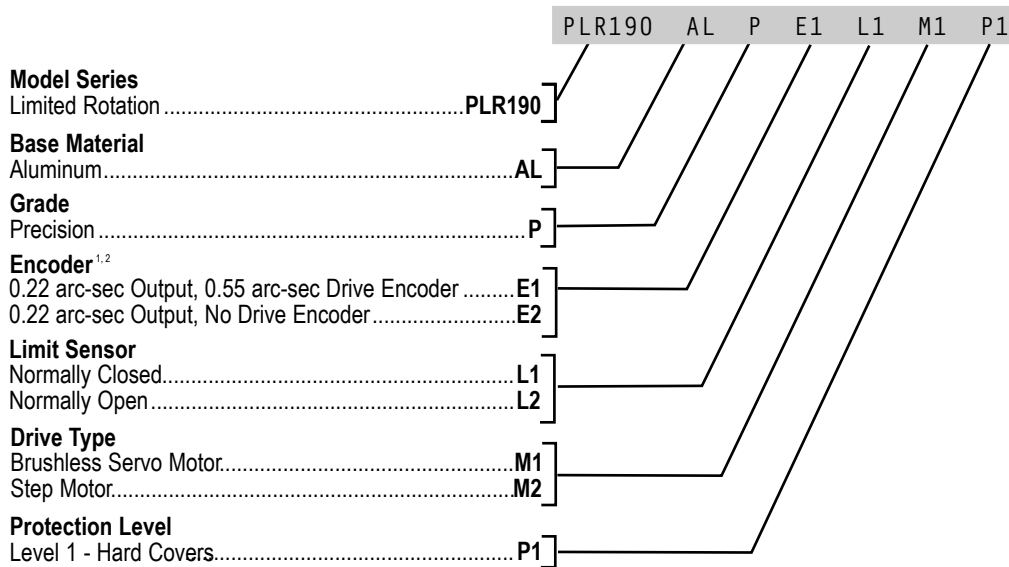 PLR190 AL P E1 L1 M1 P1
Model Series
Limited Rotation ................................................PLR190
Base Material
Aluminum..................................................................AL
Grade
Precision ....................................................................P
Encoder 1, 2
0.22 arc-sec Output, 0.55 arc-sec Drive Encoder .........E1
0.22 arc-sec Output, No Drive Encoder.......................E2
Limit Sensor
Normally Closed.........................................................L1
Normally Open ..........................................................L2
Drive Type
Brushless Servo Motor...............................................M1
Step Motor.................................................................M2
Protection Level
Level 1 - Hard Covers................................................ P1